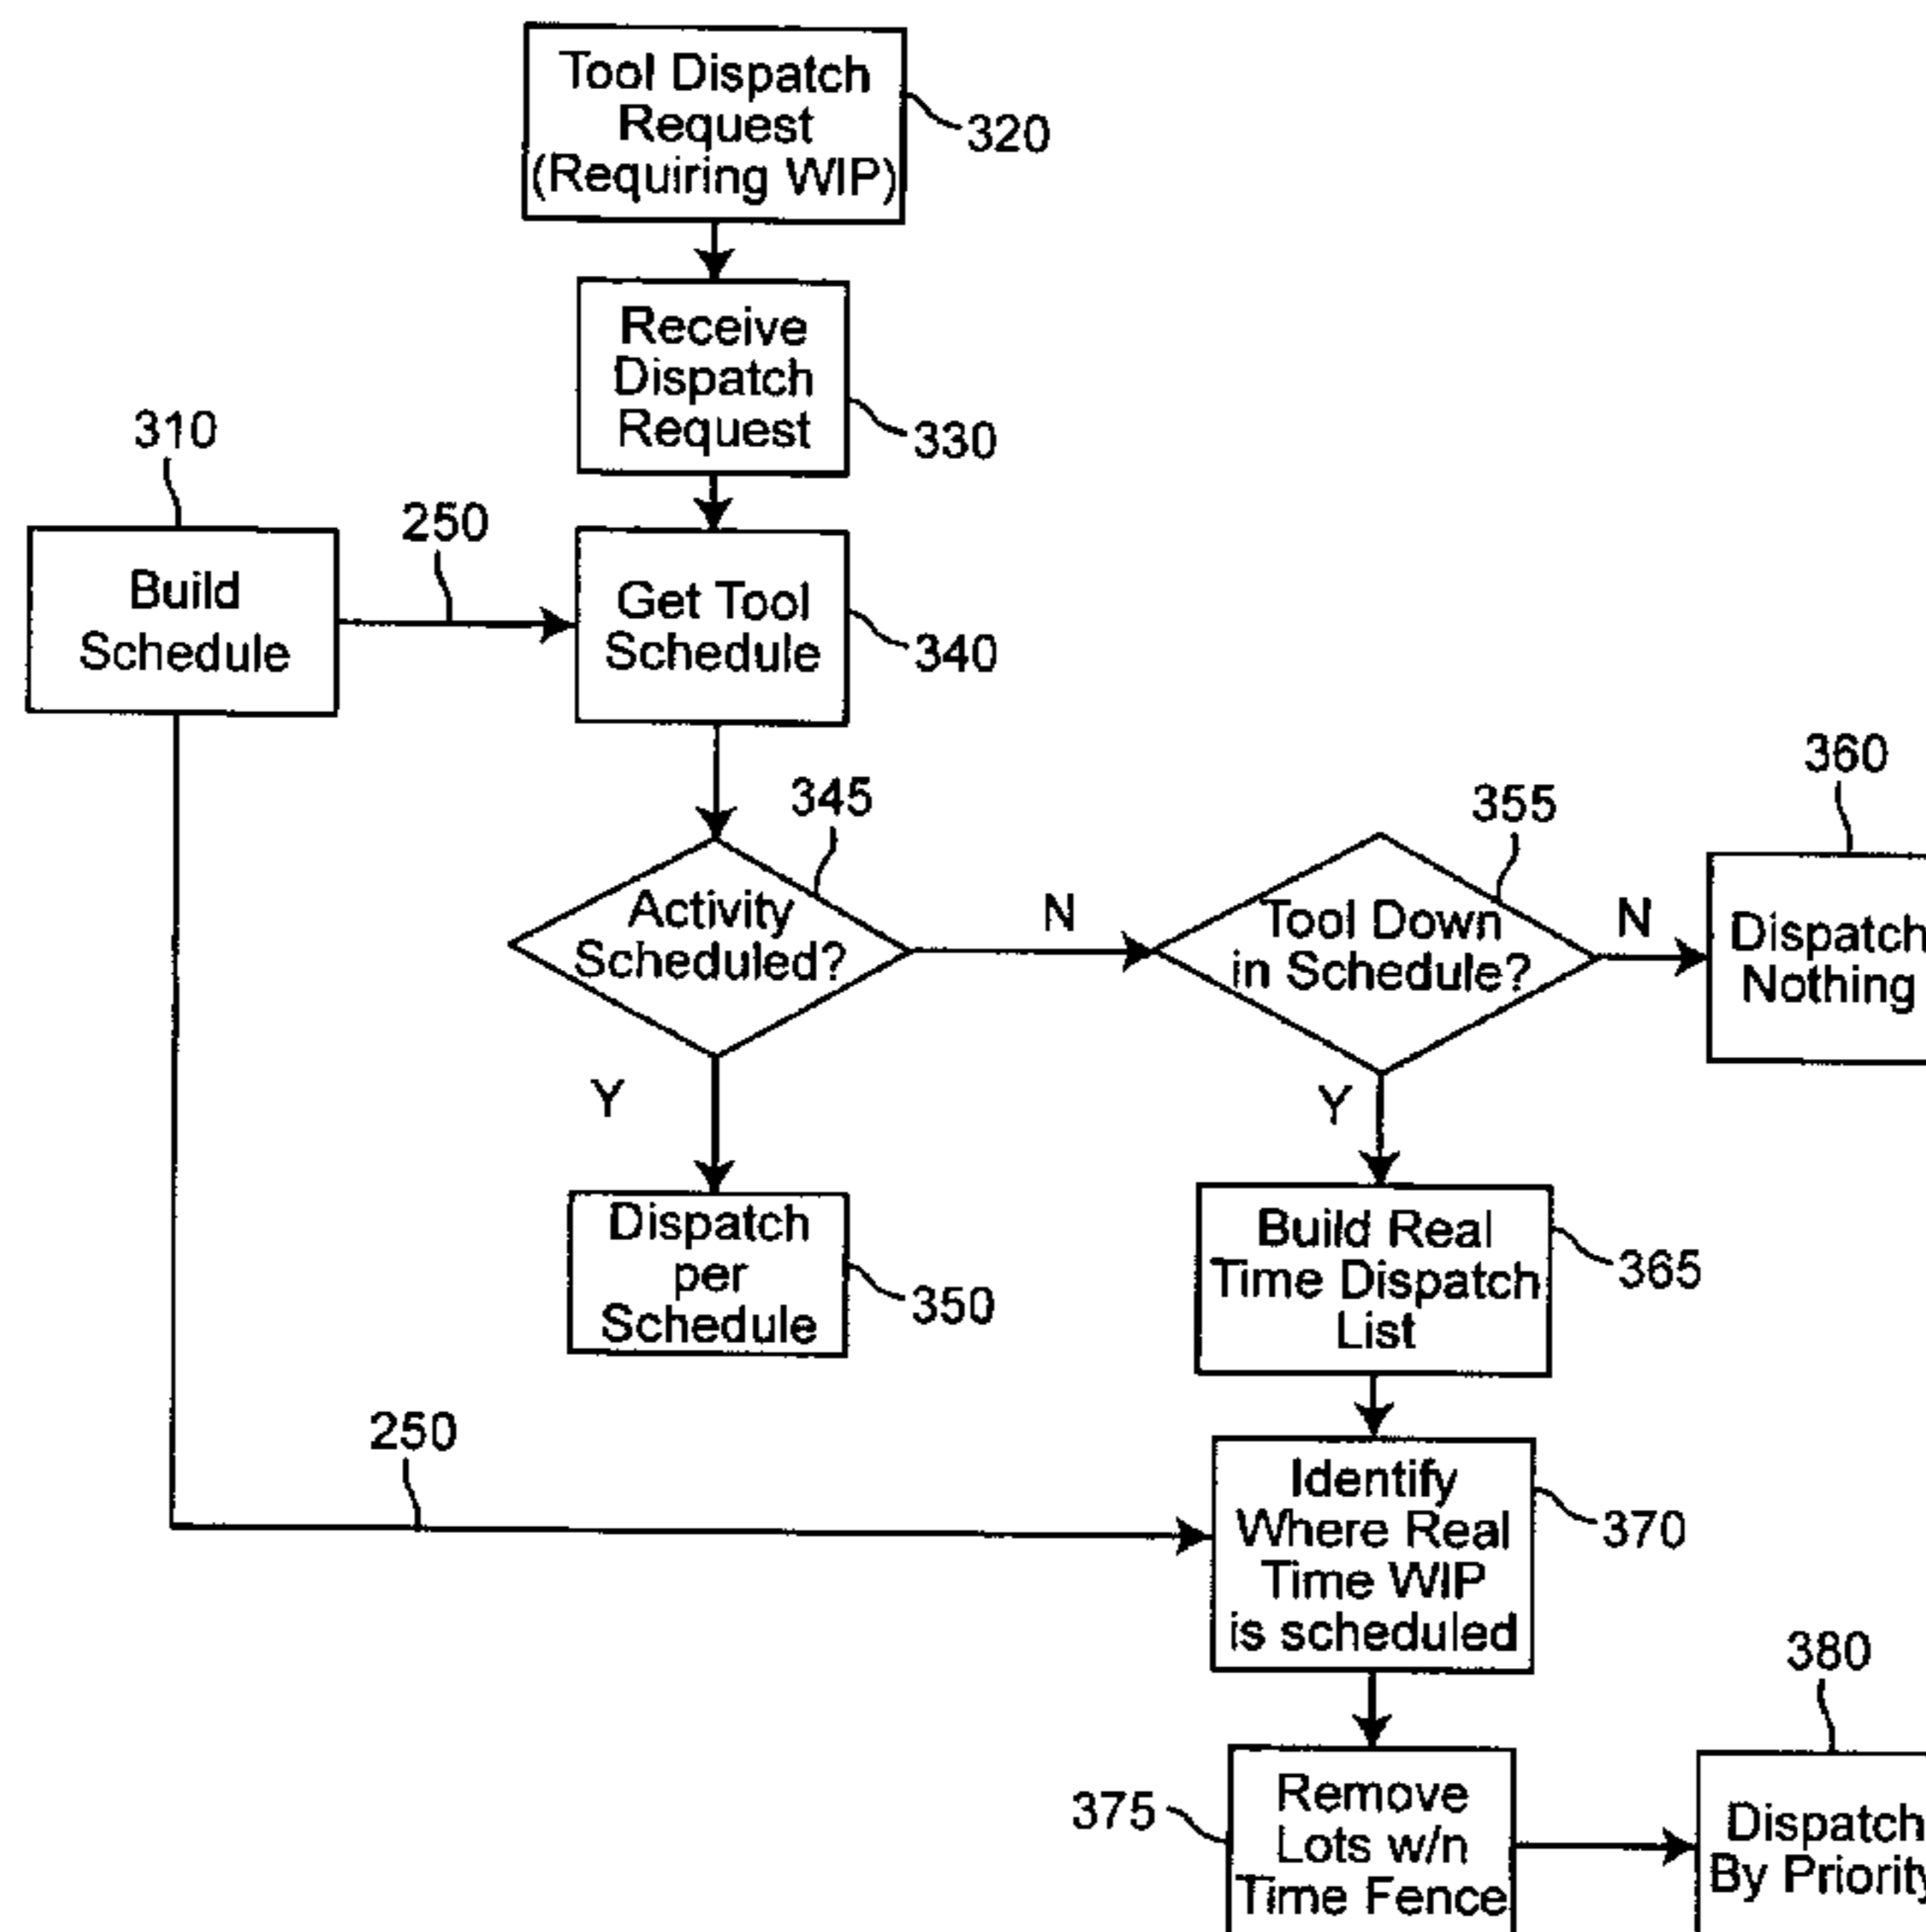 Tool Dispatch
Request
(Requiring WIP)
320
Receive
Dispatch
Request
330
310
250
Build
Schedule
Get Tool
Schedule
340
345
355
360
Activity
Scheduled?
N
Tool Down
in Schedule?
N
Dispatch
Nothing
Y
Y
Dispatch
per
Schedule
350
Build Real
Time Dispatch
List
365
250
Identify
Where Real
Time WIP
is scheduled
370
380
375
Remove
Lots w/n
Time Fence
Dispatch
By Priority